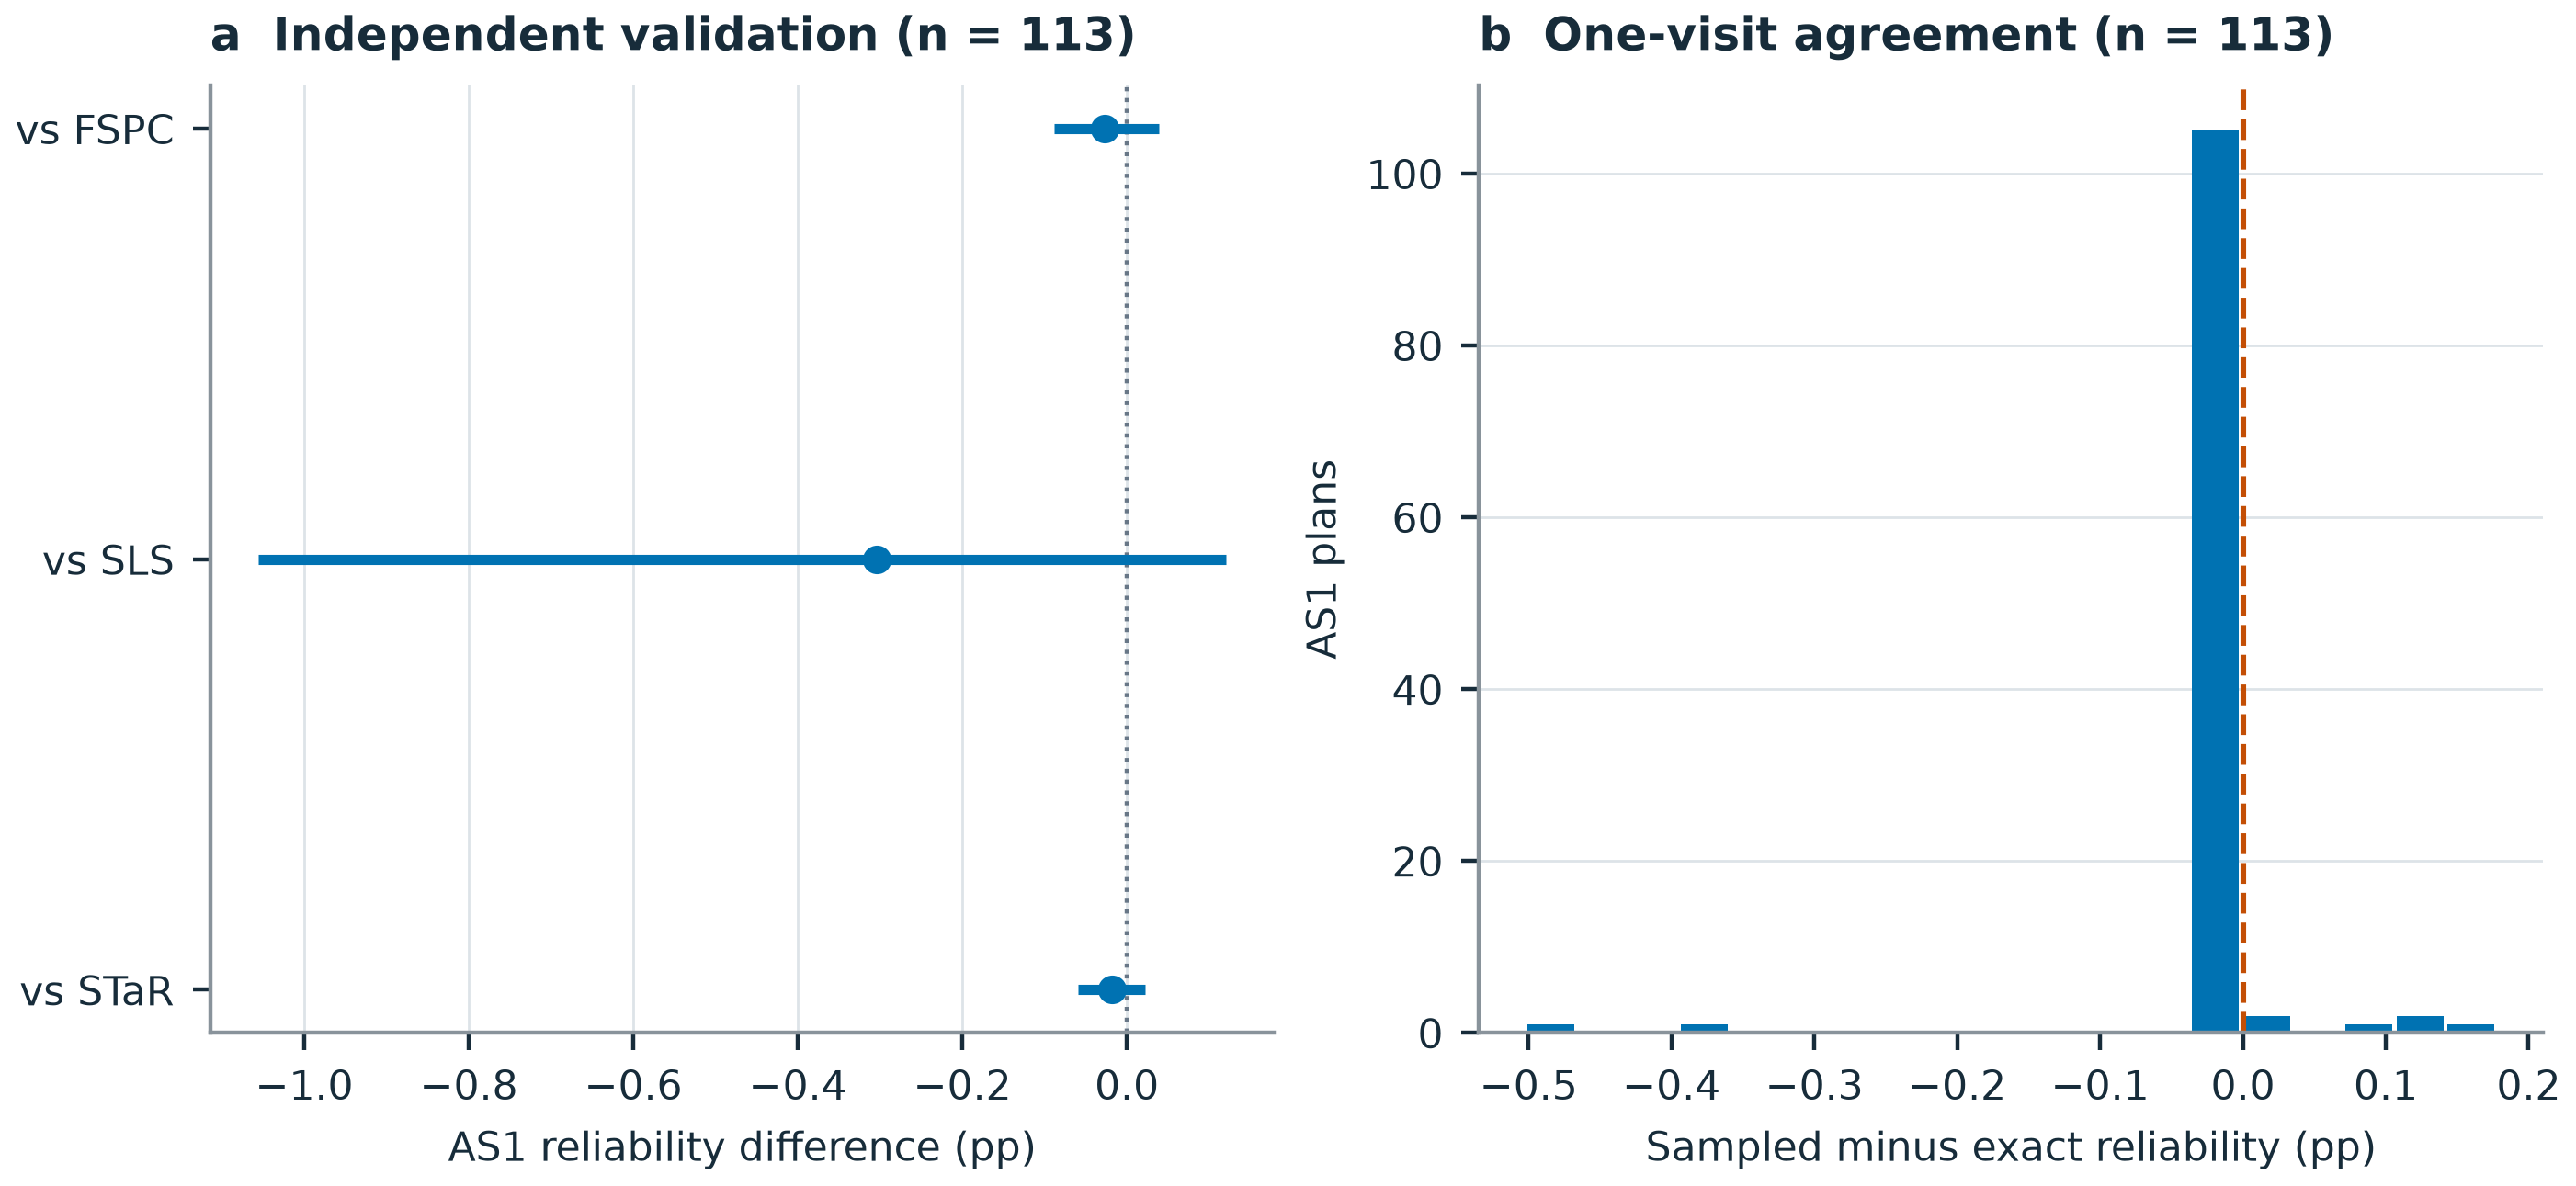 a  Independent validation (n = 113)
vs FSPC
vs SLS
vs STaR
−1.0 −0.8 −0.6 −0.4 −0.2 0.0
AS1 reliability difference (pp)
b  One-visit agreement (n = 113)
AS1 plans
100
80
60
40
20
0
−0.5 −0.4 −0.3 −0.2 −0.1 0.0 0.1 0.2
Sampled minus exact reliability (pp)